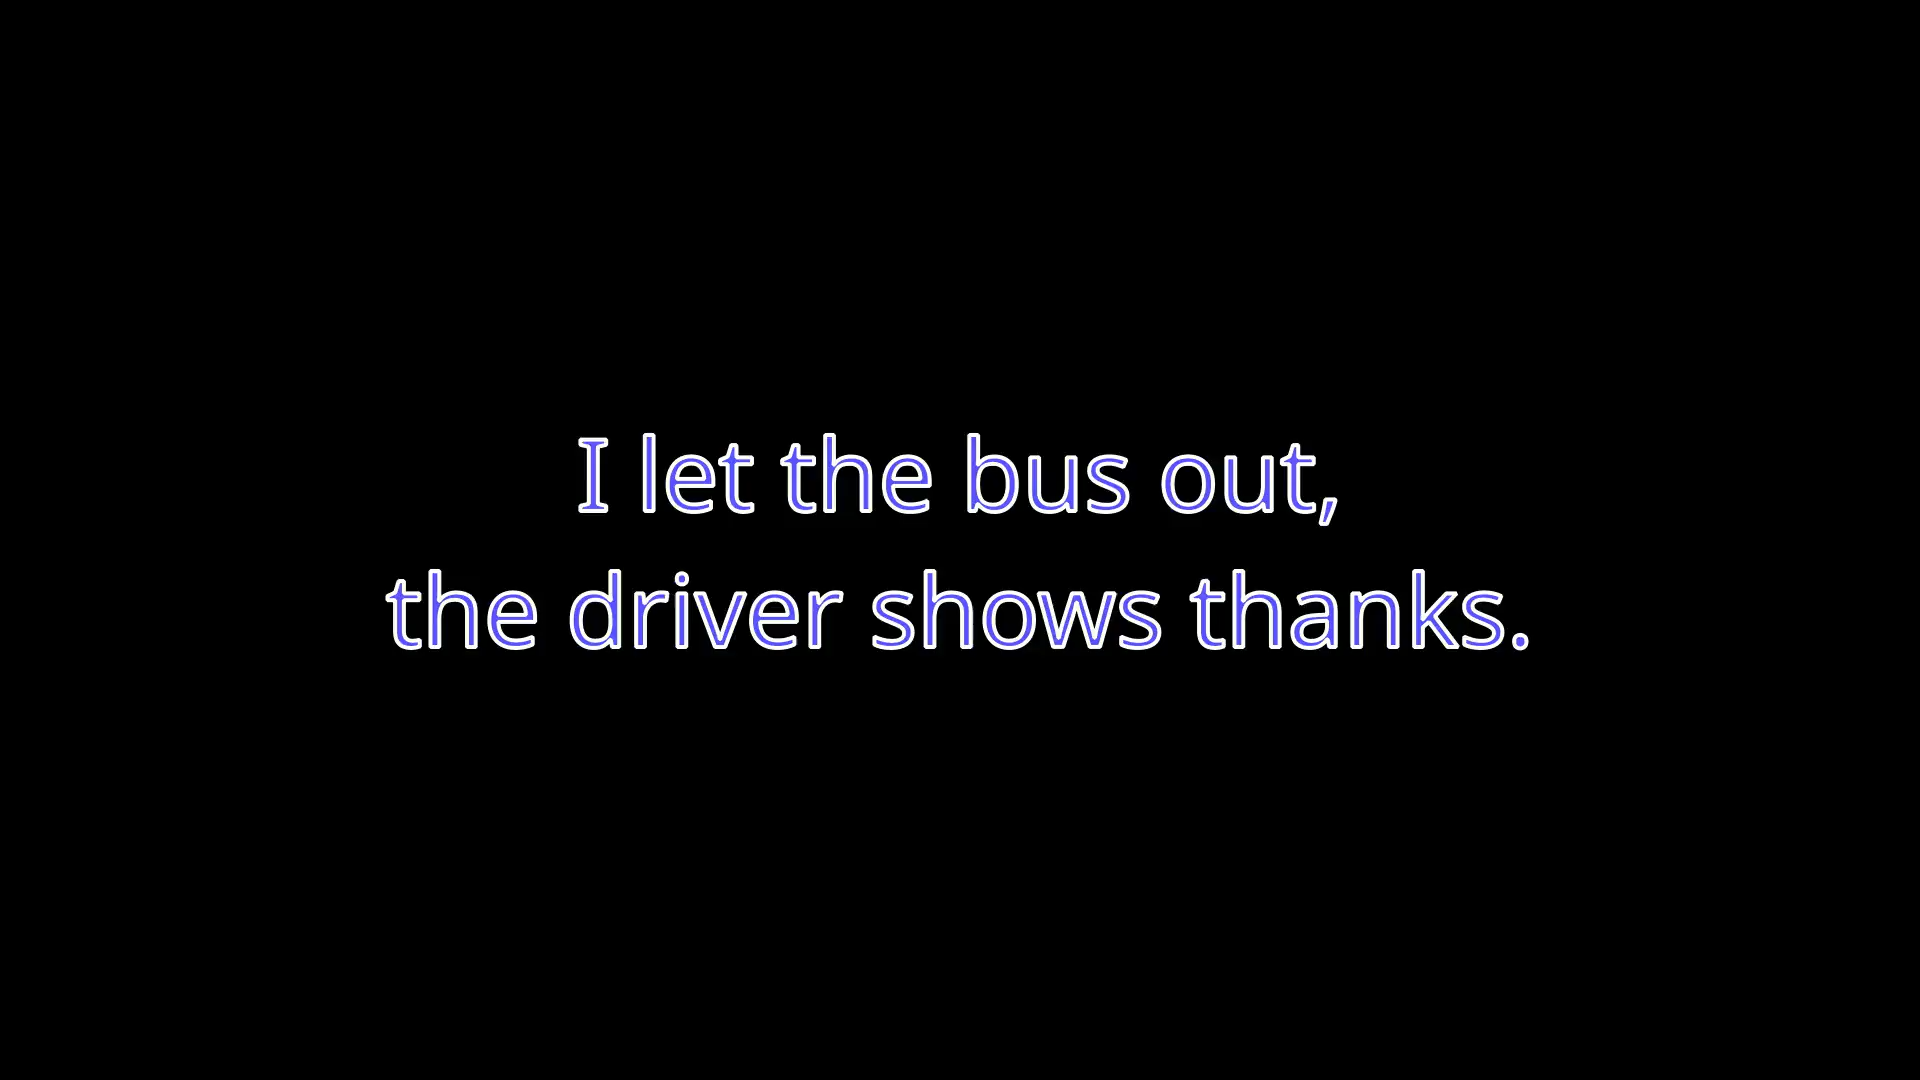 I let the bus out,
the driver shows thanks.